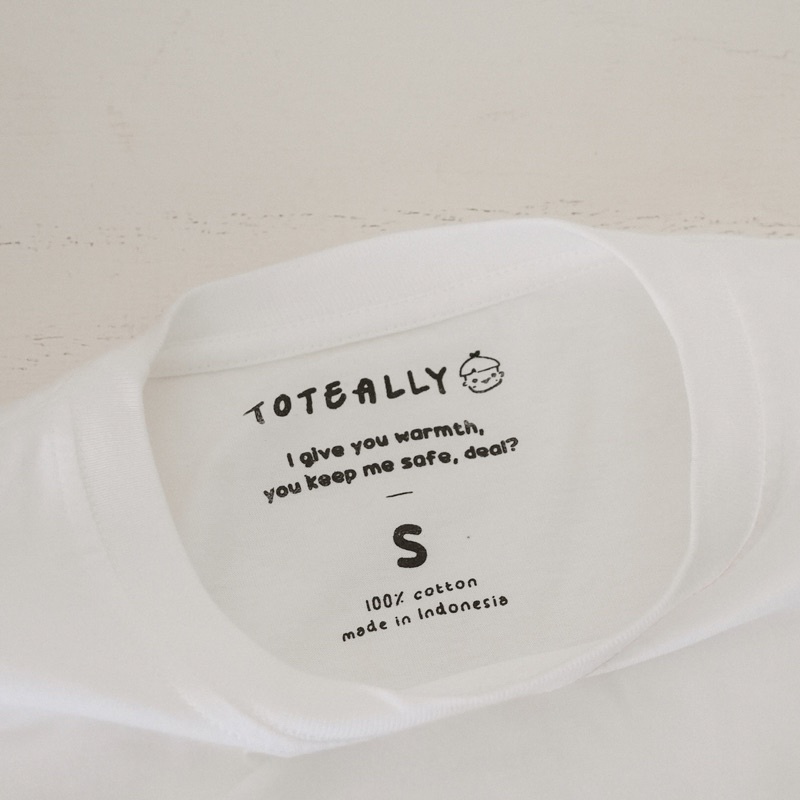 TOTEALLY
I give you warmth,
you keep me safe, deal?
S
100% cotton
made in Indonesia